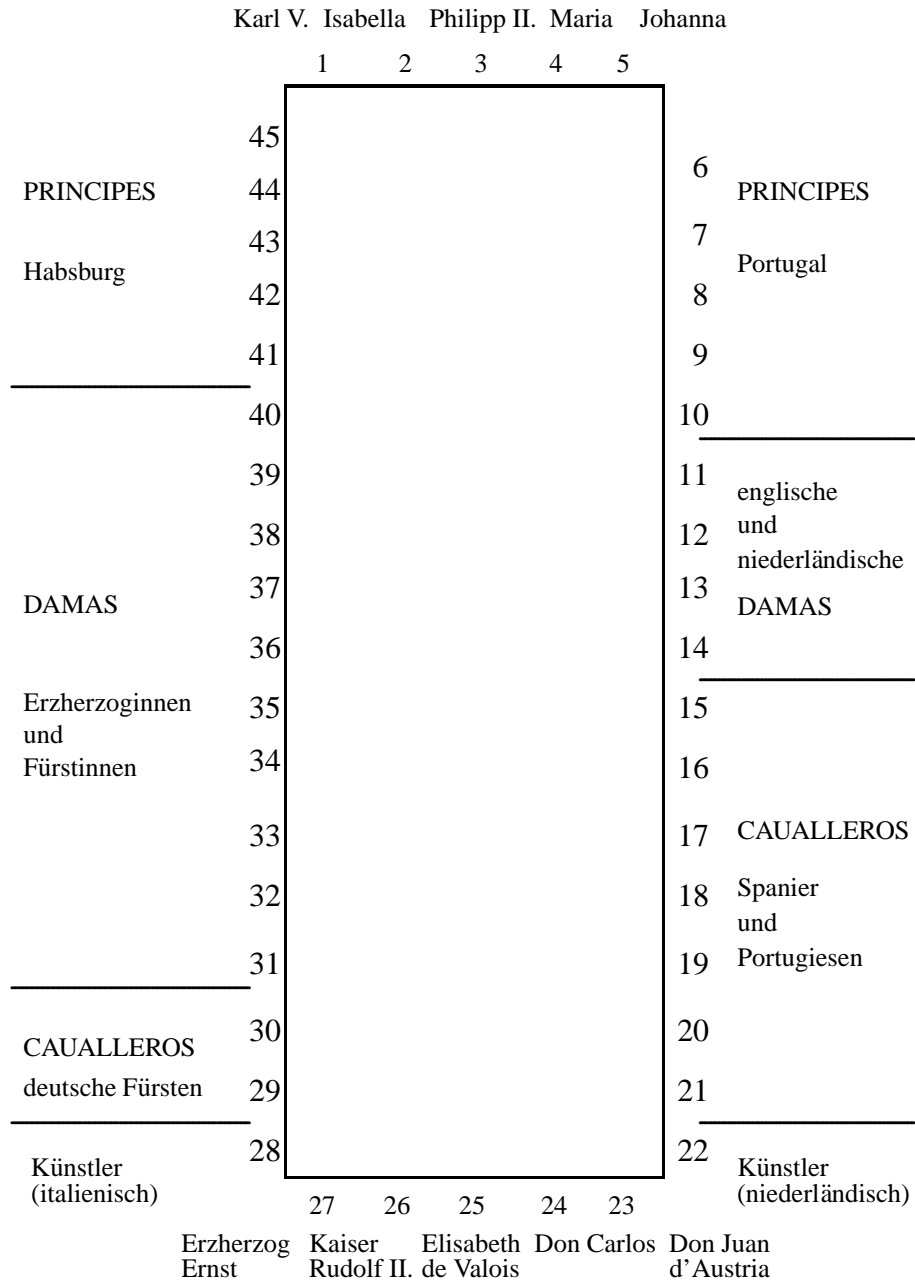 Karl V. Isabella Philipp II. Maria Johanna
1 2 3 4 5
45
6
PRINCIPES 44 PRINCIPES
43 7
Habsburg Portugal
42 8
41 9
40 10
39 11
englische
und
38 12
niederländische
37 13
DAMAS DAMAS
36 14
Erzherzoginnen 35 15
und
Fürstinnen 34 16
33 17 CAUALLEROS
32 18 Spanier
und
31 19 Portugiesen
30 20
CAUALLEROS
deutsche Fürsten 29 21
28 22
Künstler Künstler
(italienisch) (niederländisch)
27 26 25 24 23
Erzherzog Kaiser Elisabeth Don Carlos Don Juan
Ernst Rudolf II. de Valois d'Austria